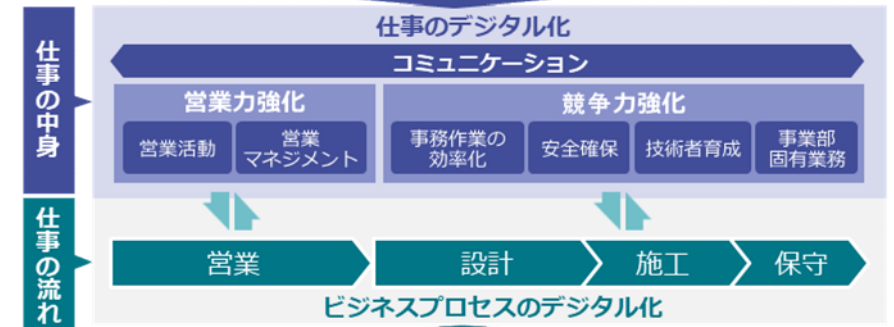 仕事の中身
仕事のデジタル化
コミュニケーション
営業力強化
営業活動
営業
マネジメント
競争力強化
事務作業の
効率化
安全確保
技術者育成
事業部
固有業務
仕事の流れ
営業
設計
施工
保守
ビジネスプロセスのデジタル化